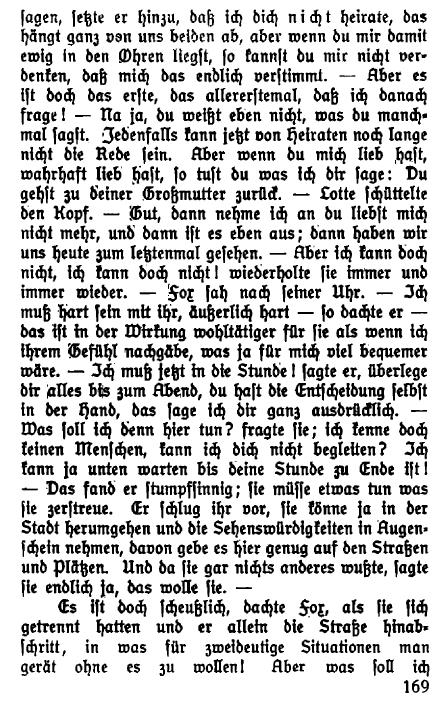 sagen, setzte er hinzu, daß ich dich nicht heirate, das
hängt ganz von uns beiden ab, aber wenn du mir damit
ewig in den Ohren liegst, so kannst du mir nicht ver-
denken, daß mich das endlich verstimmt. — Aber es
ist doch das erste, das allererstemal, daß ich danach
frage! — Na ja, du weißt eben nicht, was du manch-
mal sagst. Jedenfalls kann jetzt von Heiraten noch lange
nicht die Rede sein. Aber wenn du mich lieb hast,
wahrhaft lieb hast, so tust du was ich dir sage: Du
gehst zu deiner Großmutter zurück. — Lotte schüttelte
den Kopf. — Gut, dann nehme ich an du liebst mich
nicht mehr, und dann ist es eben aus; dann haben wir
uns heute zum letztenmal gesehen. — Aber ich kann doch
nicht, ich kann doch nicht! wiederholte sie immer und
immer wieder. — Fox sah nach seiner Uhr. — Ich
muß hart sein mit ihr, äußerlich hart — so dachte er —
das ist in der Wirkung wohltätiger für sie als wenn ich
ihrem Gefühl nachgäbe, was ja für mich viel bequemer
wäre. — Ich muß jetzt in die Stunde! sagte er, überlege
dir alles bis zum Abend, du hast die Entscheidung selbst
in der Hand, das sage ich dir ganz ausdrücklich. —
Was soll ich denn hier tun? fragte sie; ich kenne doch
keinen Menschen, kann ich dich nicht begleiten? Ich
kann ja unten warten bis deine Stunde zu Ende ist!
— Das fand er stumpfsinnig; sie müsse etwas tun was
sie zerstreue. Er schlug ihr vor, sie könne ja in der
Stadt herumgehen und die Sehenswürdigkeiten in Augen-
schein nehmen, davon gebe es hier genug auf den Straßen
und Plätzen. Und da sie gar nichts anderes wußte, sagte
sie endlich ja, das wolle sie. —
Es ist doch scheußlich, dachte Fox, als sie sich
getrennt hatten und er allein die Straße hinab-
schritt, in was für zweideutige Situationen man
gerät ohne es zu wollen! Aber was soll ich
169